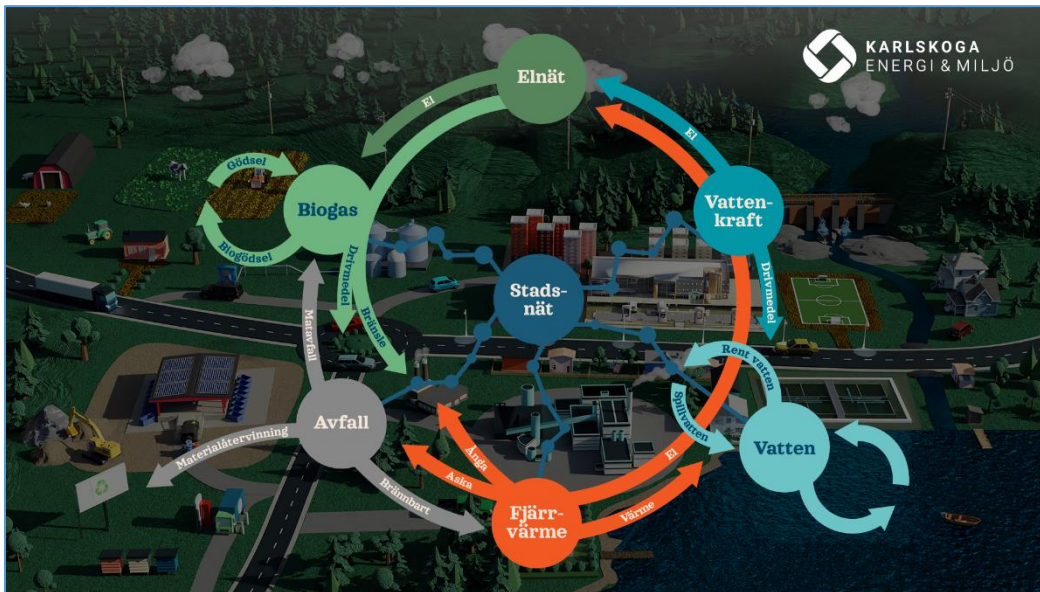 KARLSKOGA
ENERGI & MILJÖ
Elnät
El
El
Gödsel
Biogas
Biogödsel
Vatten-
kraft
Drivmedel
Bränsle
Drivmedel
Stads-
nät
Matavfall
Rent vatten
Spillvatten
Avfall
Vatten
Materialåtervinning
Brännbart
Ånga
Aska
El
Fjärr-
värme
Värme